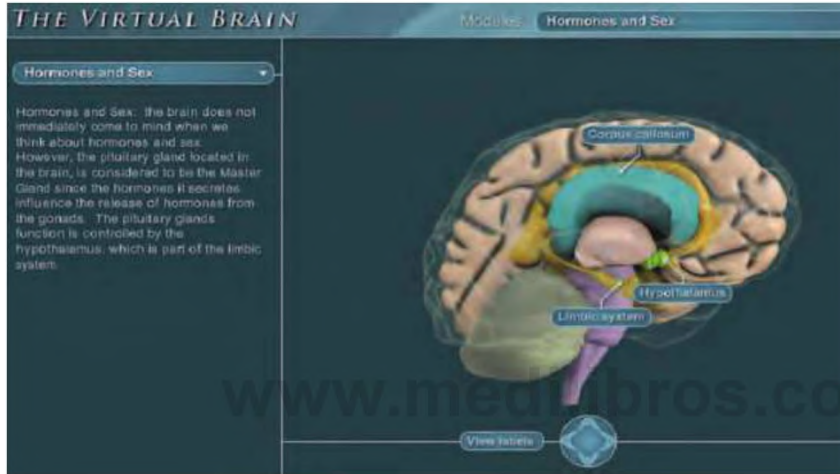 THE VIRTUAL BRAIN
Modules Hormones and Sex
Hormones and Sex
Hormones and Sex: the brain does not
immediately come to mind when we
think about hormones and sex
However, the pituitary gland located in
the brain, is considered to be the Master
Gland since the hormones it secretes
influence the release of hormones from
the gonads. The pituitary glands
function is controlled by the
hypothalamus, which is part of the limbic
system
Corpus callosum
Hypothalamus
Limbic system
View labels